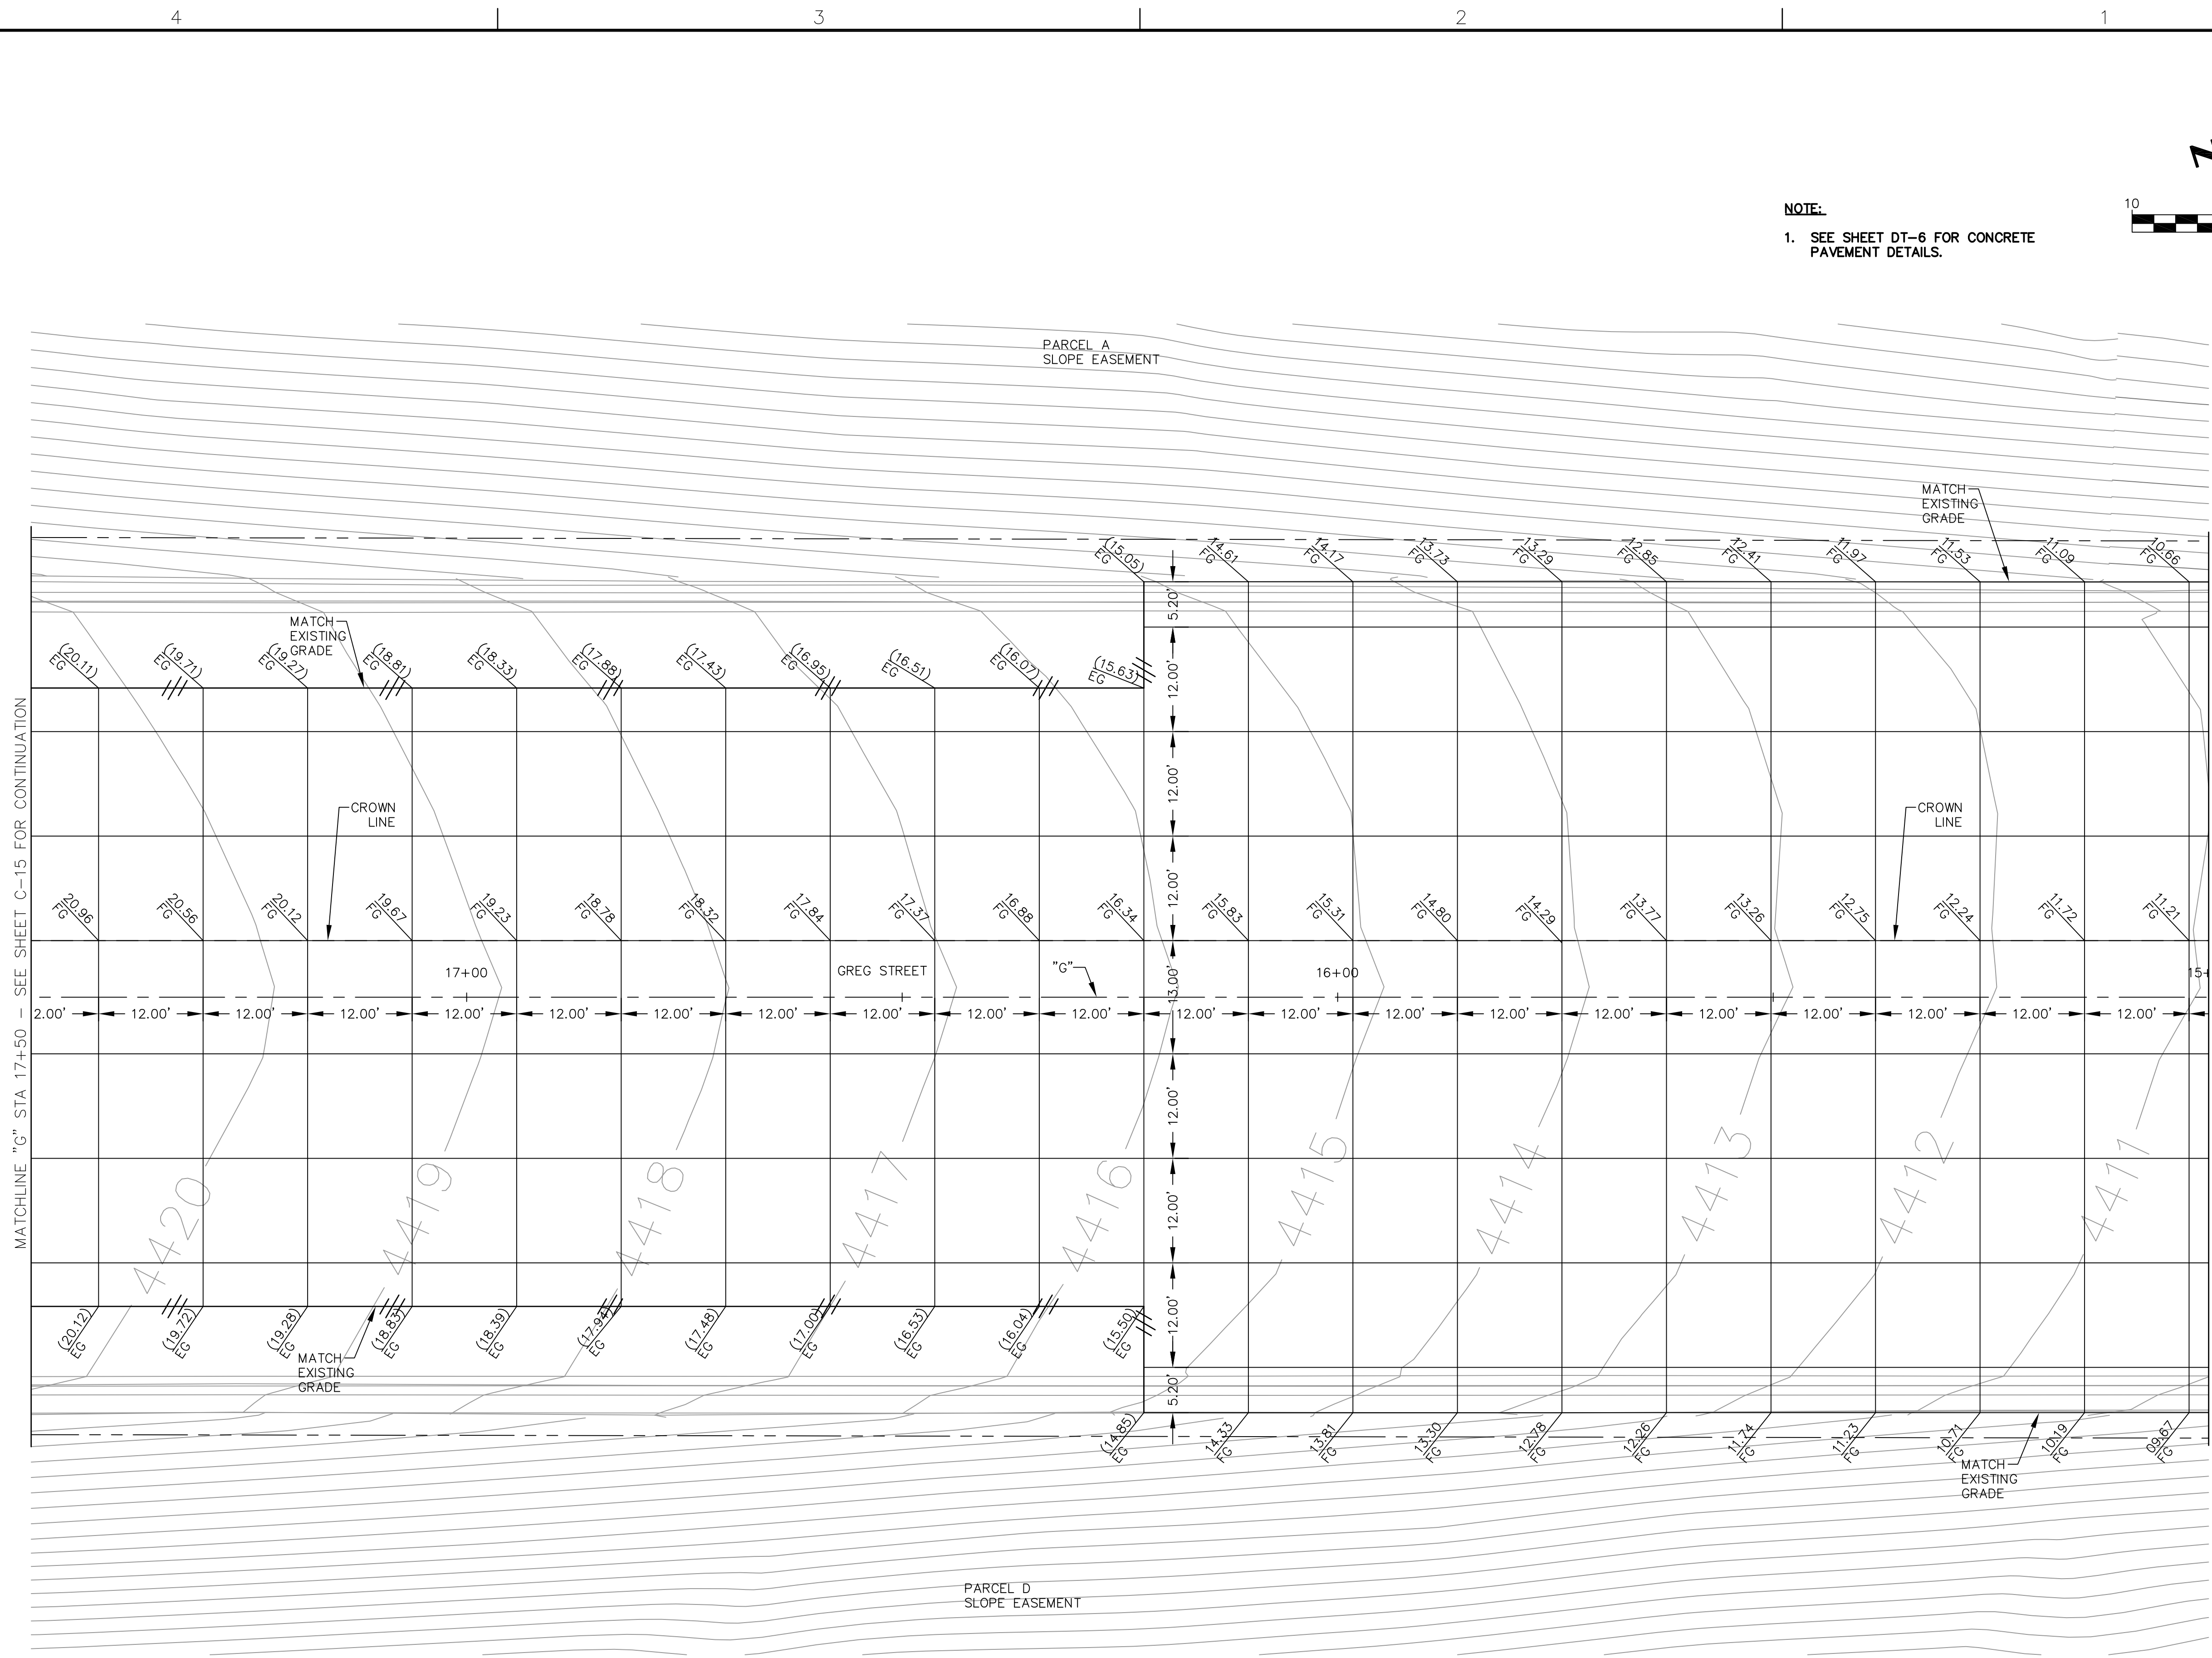 4 3 2 1
10
NOTE:
1. SEE SHEET DT-6 FOR CONCRETE
PAVEMENT DETAILS.
PARCEL A
SLOPE EASEMENT
MATCH
EXISTING
GRADE
(15.05) EG
14.61 FG
14.17 FG
13.73 FG
13.29 FG
12.85 FG
12.41 FG
11.97 FG
11.53 FG
11.09 FG
10.66 FG
5.20'
MATCH
EXISTING
GRADE
(20.11) EG
(19.71) EG
(19.27) EG
(18.81) EG
(18.33) EG
(17.88) EG
(17.43) EG
(16.95) EG
(16.51) EG
(16.07) EG
(15.63) EG
12.00'
12.00'
12.00'
MATCHLINE "G" STA 17+50 - SEE SHEET C-15 FOR CONTINUATION
CROWN
LINE
CROWN
LINE
20.96 FG
20.56 FG
20.12 FG
19.67 FG
19.23 FG
18.78 FG
18.32 FG
17.84 FG
17.37 FG
16.88 FG
16.34 FG
15.83 FG
15.31 FG
14.80 FG
14.29 FG
13.77 FG
13.26 FG
12.75 FG
12.24 FG
11.72 FG
11.21 FG
17+00 GREG STREET "G" 16+00 15+
13.00'
2.00' 12.00' 12.00' 12.00' 12.00' 12.00' 12.00' 12.00' 12.00' 12.00' 12.00' 12.00' 12.00' 12.00' 12.00' 12.00' 12.00' 12.00' 12.00' 12.00' 12.00'
12.00'
12.00'
12.00'
4420 4419 4418 4417 4416 4415 4414 4413 4412 4411
(20.12) EG
(19.72) EG
(19.28) EG
(18.83) EG
(18.39) EG
(17.94) EG
(17.48) EG
(17.00) EG
(16.53) EG
(16.04) EG
(15.50) EG
MATCH
EXISTING
GRADE
5.20'
(14.85) EG
14.33 FG
13.81 FG
13.30 FG
12.78 FG
12.26 FG
11.74 FG
11.23 FG
10.71 FG
10.19 FG
09.67 FG
MATCH
EXISTING
GRADE
PARCEL D
SLOPE EASEMENT